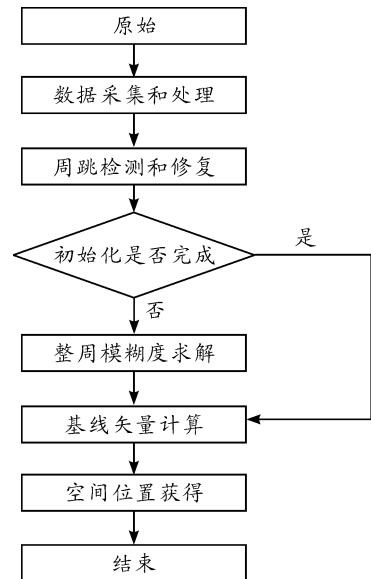 原始
数据采集和处理
周跳检测和修复
初始化是否完成
是
否
整周模糊度求解
基线矢量计算
空间位置获得
结束